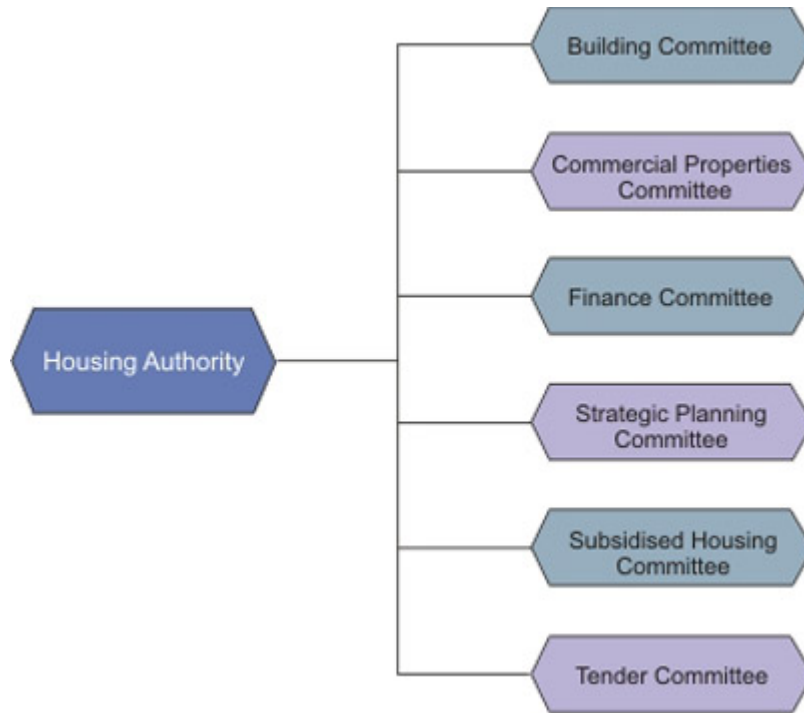 Building Committee
Commercial Properties
Committee
Finance Committee
Housing Authority
Strategic Planning
Committee
Subsidised Housing
Committee
Tender Committee